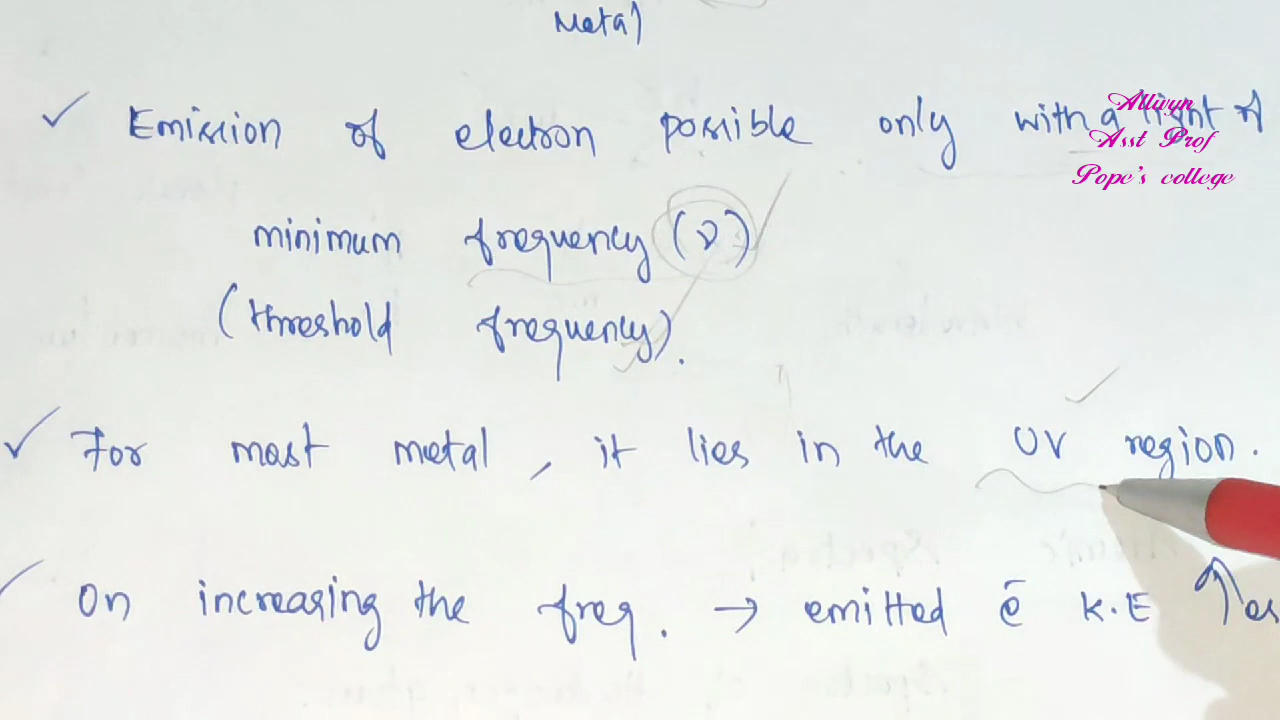 Metal
✓ Emission of electron possible only with a light of
minimum frequency (ν)
(threshold frequency).
✓ For most metal, it lies in the UV region.
✓ On increasing the freq. → emitted ē K.E ↑es
Alliwyn
Asst Prof
Pope's college